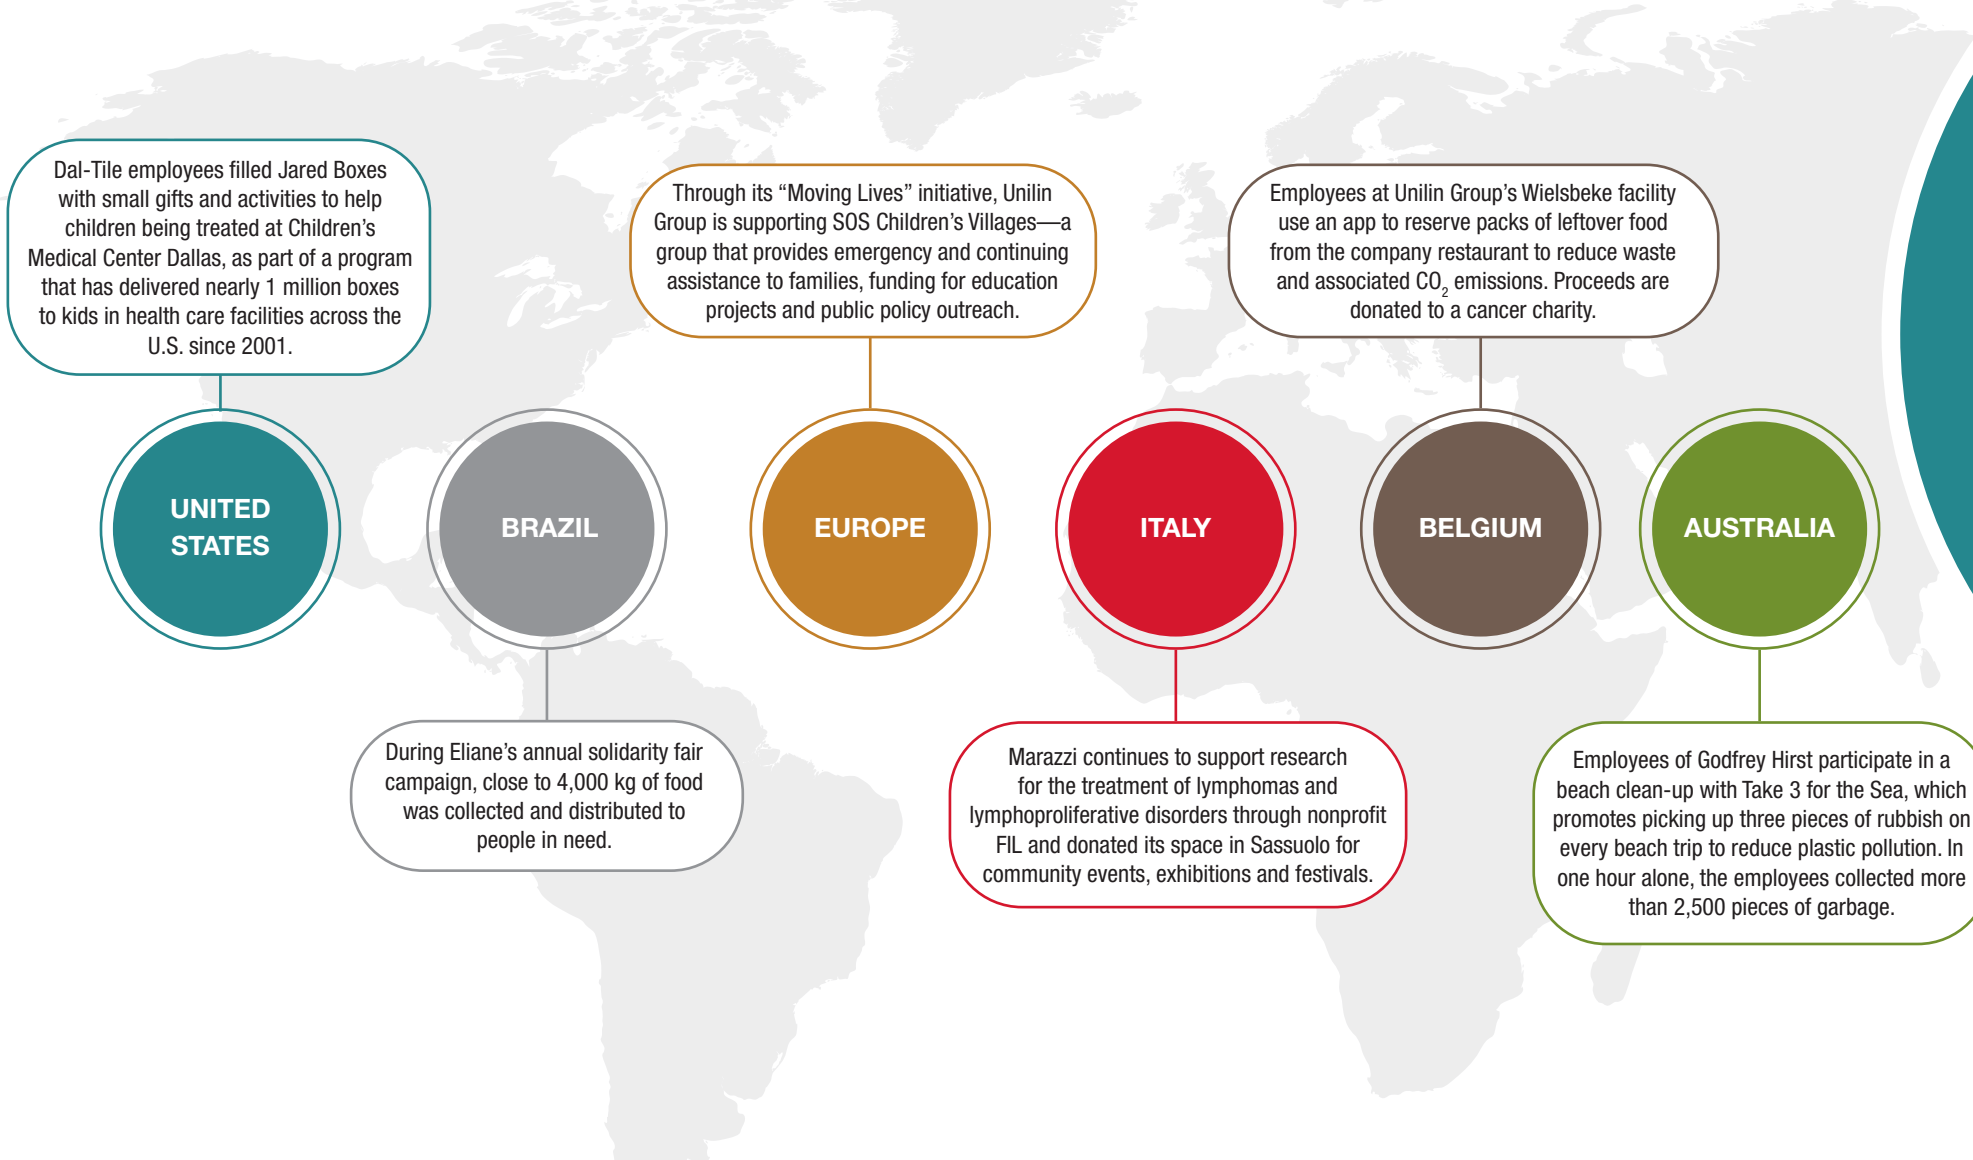 Dal-Tile employees filled Jared Boxes
with small gifts and activities to help
children being treated at Children’s
Medical Center Dallas, as part of a program
that has delivered nearly 1 million boxes
to kids in health care facilities across the
U.S. since 2001.
UNITED
STATES
BRAZIL
During Eliane’s annual solidarity fair
campaign, close to 4,000 kg of food
was collected and distributed to
people in need.
Through its “Moving Lives” initiative, Unilin
Group is supporting SOS Children’s Villages—a
group that provides emergency and continuing
assistance to families, funding for education
projects and public policy outreach.
EUROPE
ITALY
Marazzi continues to support research
for the treatment of lymphomas and
lymphoproliferative disorders through nonprofit
FIL and donated its space in Sassuolo for
community events, exhibitions and festivals.
Employees at Unilin Group’s Wielsbeke facility
use an app to reserve packs of leftover food
from the company restaurant to reduce waste
and associated CO₂ emissions. Proceeds are
donated to a cancer charity.
BELGIUM
AUSTRALIA
Employees of Godfrey Hirst participate in a
beach clean-up with Take 3 for the Sea, which
promotes picking up three pieces of rubbish on
every beach trip to reduce plastic pollution. In
one hour alone, the employees collected more
than 2,500 pieces of garbage.